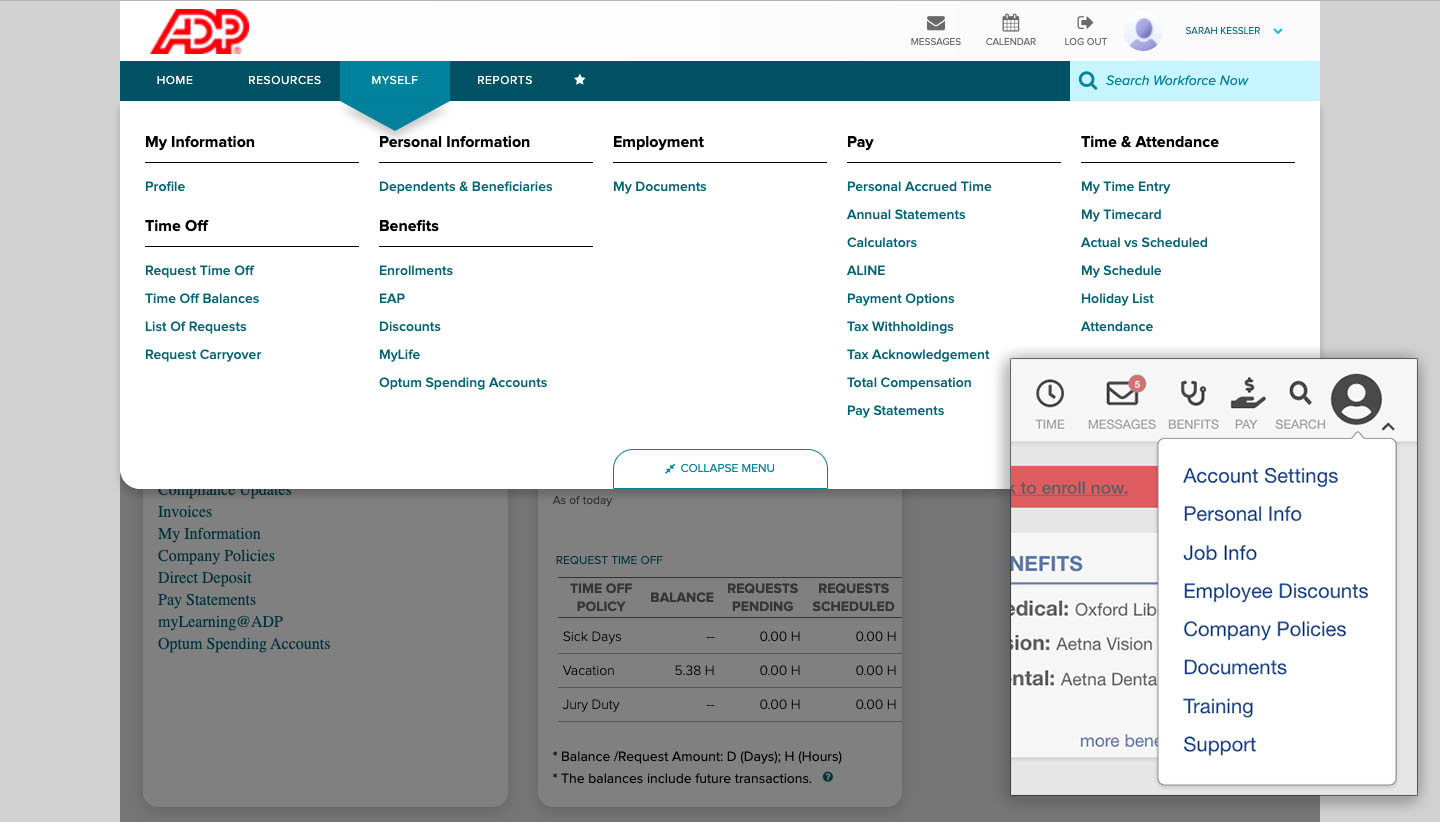 ADP
MESSAGES
CALENDAR
LOG OUT
SARAH KESSLER
HOME
RESOURCES
MYSELF
REPORTS
Search Workforce Now
My Information
Profile
Time Off
Request Time Off
Time Off Balances
List Of Requests
Request Carryover
Personal Information
Dependents & Beneficiaries
Benefits
Enrollments
EAP
Discounts
MyLife
Optum Spending Accounts
Employment
My Documents
Pay
Personal Accrued Time
Annual Statements
Calculators
ALINE
Payment Options
Tax Withholdings
Tax Acknowledgement
Total Compensation
Pay Statements
Time & Attendance
My Time Entry
My Timecard
Actual vs Scheduled
My Schedule
Holiday List
Attendance
COLLAPSE MENU
Compliance Updates
Invoices
My Information
Company Policies
Direct Deposit
Pay Statements
myLearning@ADP
Optum Spending Accounts
As of today
REQUEST TIME OFF
TIME OFF POLICY BALANCE REQUESTS PENDING REQUESTS SCHEDULED
Sick Days -- 0.00 H 0.00 H
Vacation 5.38 H 0.00 H 0.00 H
Jury Duty -- 0.00 H 0.00 H
* Balance /Request Amount: D (Days); H (Hours)
* The balances include future transactions. ?
TIME
MESSAGES
5
BENFITS
$
PAY
SEARCH
k to enroll now.
NEFITS
edical: Oxford Lib
sion: Aetna Vision
ental: Aetna Denta
more bene
Account Settings
Personal Info
Job Info
Employee Discounts
Company Policies
Documents
Training
Support